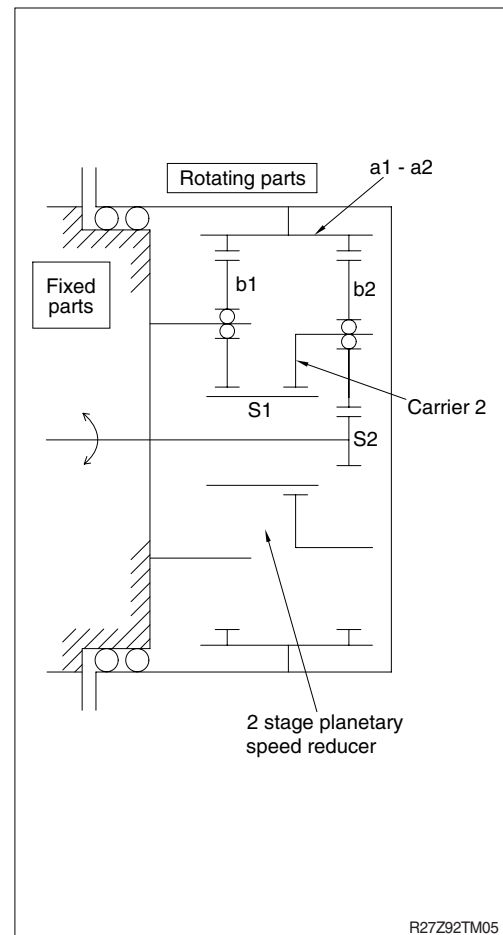 a1 - a2
Rotating parts
b1
b2
Fixed
parts
Carrier 2
S1
S2
2 stage planetary
speed reducer
R27Z92TM05